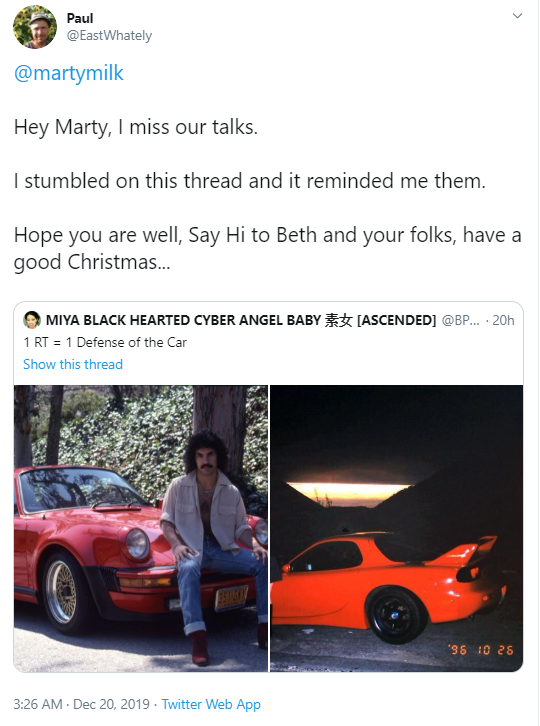 Paul
@EastWhately
@martymilk
Hey Marty, I miss our talks.
I stumbled on this thread and it reminded me them.
Hope you are well, Say Hi to Beth and your folks, have a
good Christmas...
MIYA BLACK HEARTED CYBER ANGEL BABY 素女 [ASCENDED] @BP... · 20h
1 RT = 1 Defense of the Car
Show this thread
'96 10 26
3:26 AM · Dec 20, 2019 · Twitter Web App